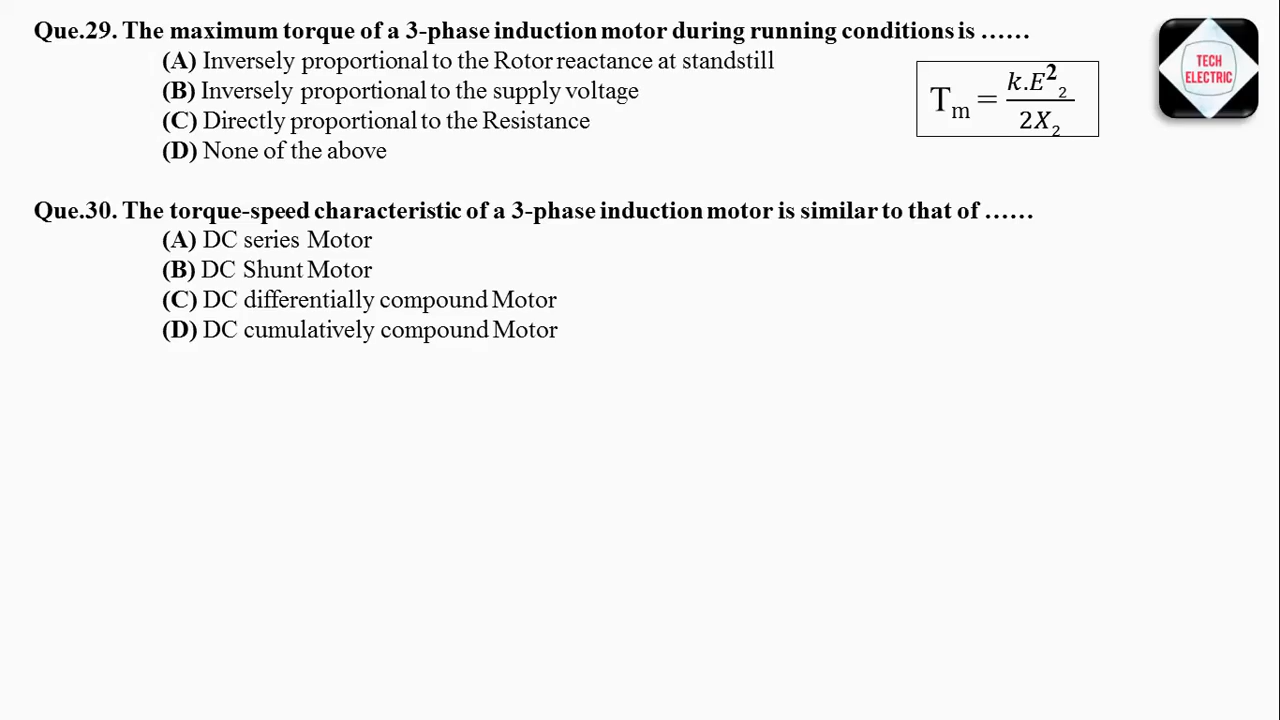 Que.29. The maximum torque of a 3-phase induction motor during running conditions is ……
(A) Inversely proportional to the Rotor reactance at standstill
(B) Inversely proportional to the supply voltage
(C) Directly proportional to the Resistance
(D) None of the above
T_m = k.E²₂ / 2X₂
TECH
ELECTRIC
Que.30. The torque-speed characteristic of a 3-phase induction motor is similar to that of ……
(A) DC series Motor
(B) DC Shunt Motor
(C) DC differentially compound Motor
(D) DC cumulatively compound Motor